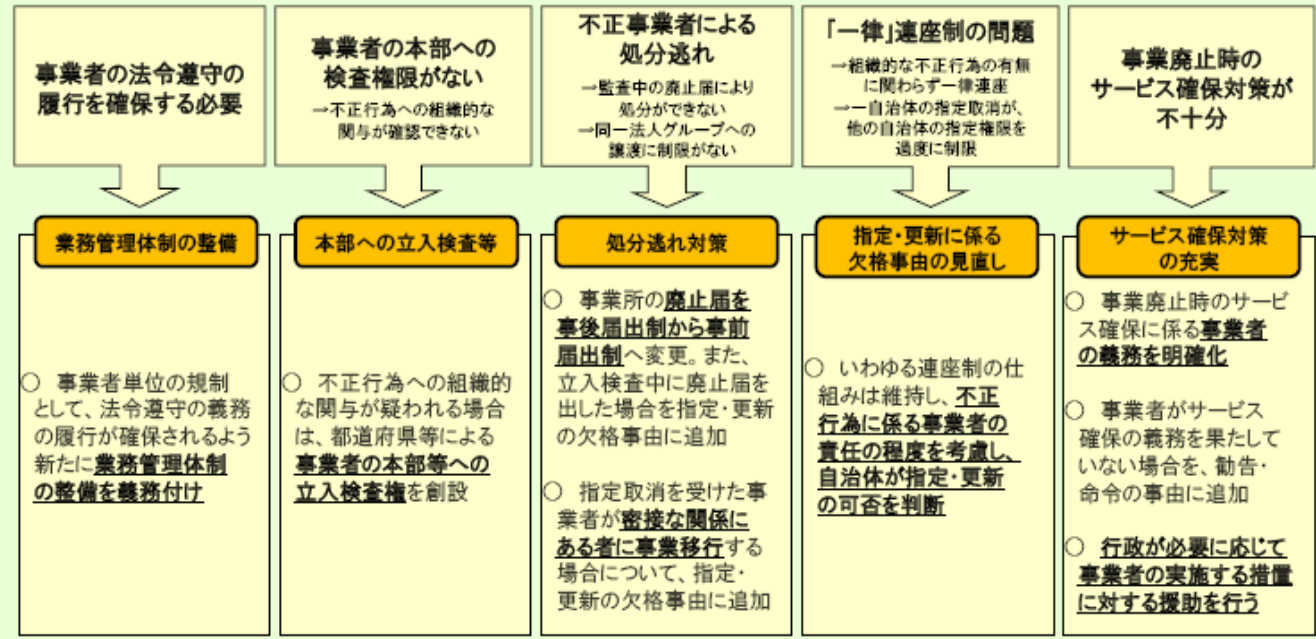 事業者の法令遵守の
履行を確保する必要
事業者の本部への
検査権限がない
→不正行為への組織的な
関与が確認できない
不正事業者による
処分逃れ
→監査中の廃止届により
処分ができない
→同一法人グループへの
譲渡に制限がない
「一律」連座制の問題
→組織的な不正行為の有無
に関わらず一律連座
→一自治体の指定取消が、
他の自治体の指定権限を
過度に制限
事業廃止時の
サービス確保対策が
不十分
業務管理体制の整備
○ 事業者単位の規制
として、法令遵守の義務
の履行が確保されるよう
新たに業務管理体制
の整備を義務付け
本部への立入検査等
○ 不正行為への組織的
な関与が疑われる場合
は、都道府県等による
事業者の本部等への
立入検査権を創設
処分逃れ対策
○ 事業所の廃止届を
事後届出制から事前
届出制へ変更。また、
立入検査中に廃止届を
出した場合を指定・更新
の欠格事由に追加
○ 指定取消を受けた事
業者が密接な関係に
ある者に事業移行する
場合について、指定・
更新の欠格事由に追加
指定・更新に係る
欠格事由の見直し
○ いわゆる連座制の仕
組みは維持し、不正
行為に係る事業者の
責任の程度を考慮し、
自治体が指定・更新
の可否を判断
サービス確保対策
の充実
○ 事業廃止時のサービ
ス確保に係る事業者
の義務を明確化
○ 事業者がサービス
確保の義務を果たして
いない場合を、勧告・
命令の事由に追加
○ 行政が必要に応じて
事業者の実施する措置
に対する援助を行う